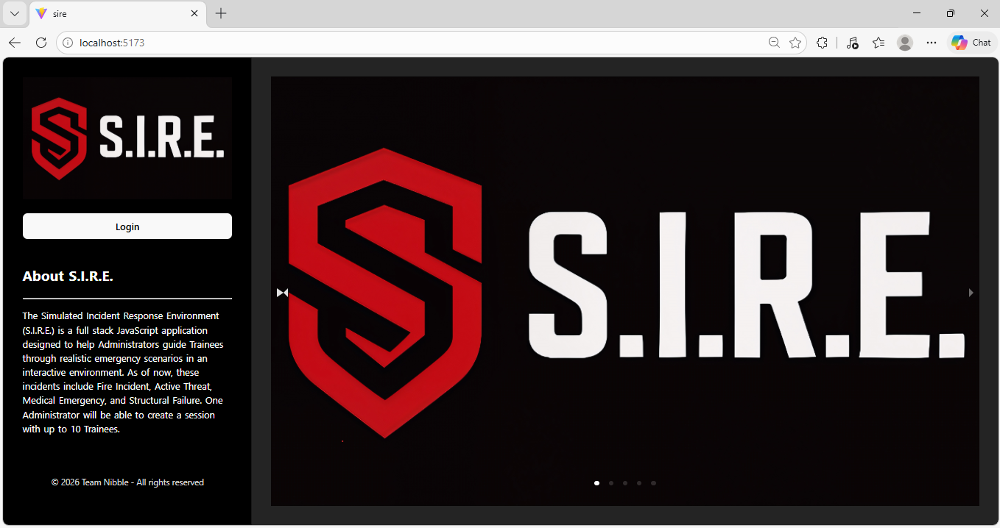 sire
localhost:5173
Chat
S.I.R.E.
Login
About S.I.R.E.
The Simulated Incident Response Environment
(S.I.R.E.) is a full stack JavaScript application
designed to help Administrators guide Trainees
through realistic emergency scenarios in an
interactive environment. As of now, these
incidents include Fire Incident, Active Threat,
Medical Emergency, and Structural Failure. One
Administrator will be able to create a session
with up to 10 Trainees.
© 2026 Team Nibble - All rights reserved
S.I.R.E.